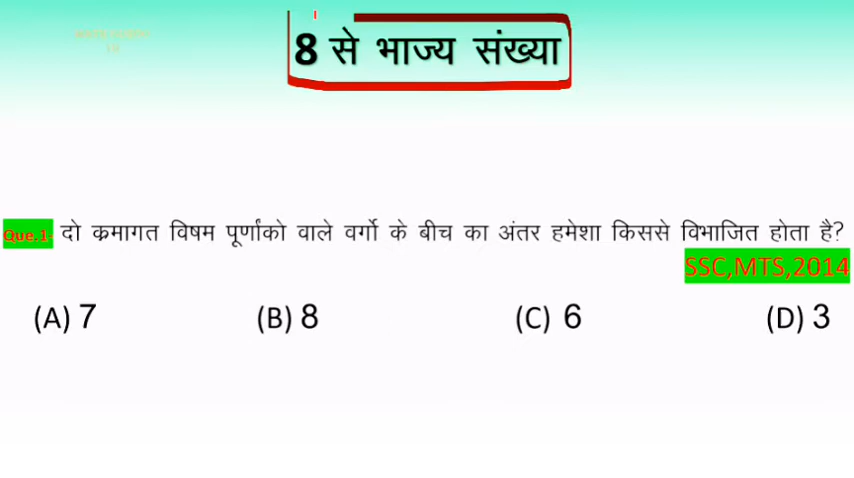 8 से भाज्य संख्या
Que.1- दो क्रमागत विषम पूर्णांको वाले वर्गो के बीच का अंतर हमेशा किससे विभाजित होता है?
SSC,MTS,2014
(A) 7 (B) 8 (C) 6 (D) 3